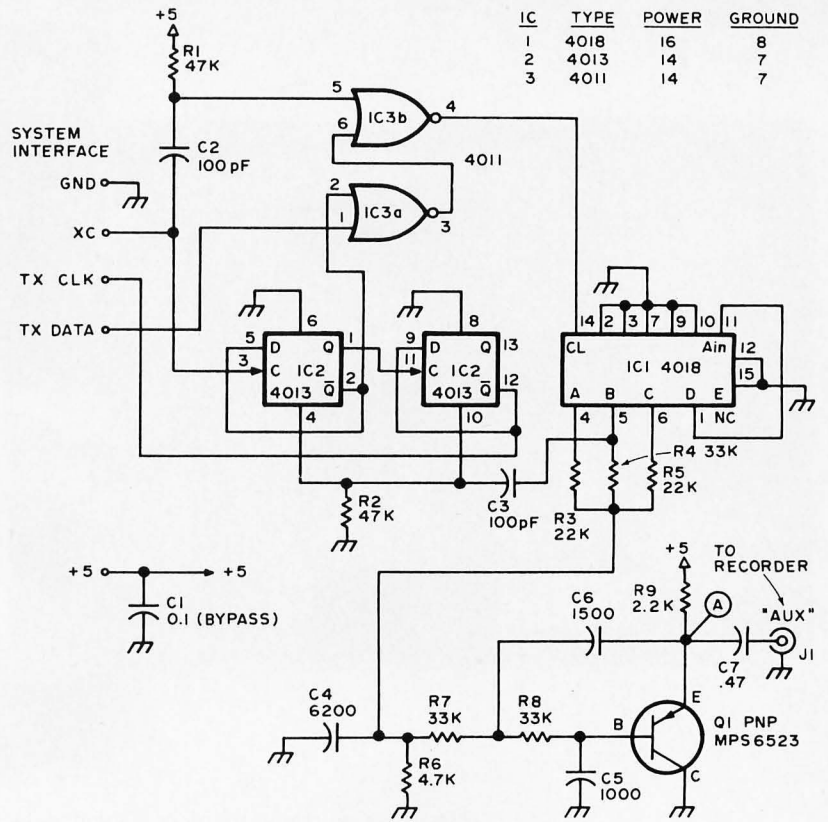 IC TYPE POWER GROUND
1 4018 16 8
2 4013 14 7
3 4011 14 7
+5
R1
47K
5
IC3b
4
6
SYSTEM
INTERFACE
C2
100pF
4011
GND
2
IC3a
1
3
XC
TX CLK
TX DATA
6
8
14 2 3 7 9 10 11
5 D Q 1
3 C IC2
Q 2
4013
4
9 D Q 13
11 C IC2
Q 12
4013
10
CL Ain 12
IC1 4018
15
A B C D E
4 5 6 1 NC
R4 33K
R5
22K
R2
47K
C3
100pF
R3
22K
+5 +5
C1
0.1 (BYPASS)
+5
TO
RECORDER
R9
2.2K
A
"AUX"
C6
1500
J1
C7
.47
C4
6200
R7
33K
R8
33K
E
B
Q1 PNP
MPS6523
R6
4.7K
C5
1000
C